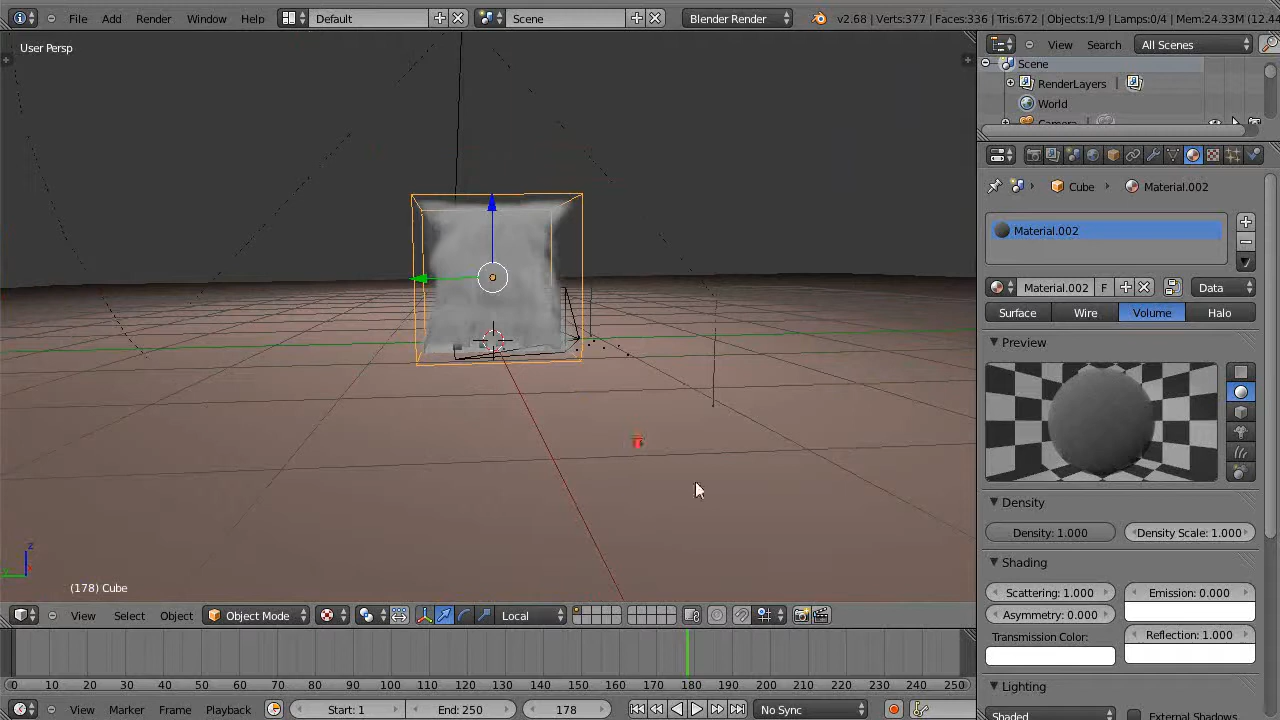 File Add Render Window Help Default Scene Blender Render v2.68 | Verts:377 | Faces:336 | Tris:672 | Objects:1/9 | Lamps:0/4 | Mem:24.33M (12.44
User Persp
View Search All Scenes
Scene
RenderLayers
World
Camera
Cube Material.002
Material.002
Material.002 F Data
Surface Wire Volume Halo
Preview
Density
Density: 1.000 Density Scale: 1.000
Shading
Scattering: 1.000 Emission: 0.000
Asymmetry: 0.000
Transmission Color: Reflection: 1.000
Lighting
Shaded External Shadows
z
y
(178) Cube
View Select Object Object Mode Local
0 10 20 30 40 50 60 70 80 90 100 110 120 130 140 150 160 170 180 190 200 210 220 230 240 250
View Marker Frame Playback Start: 1 End: 250 178 No Sync